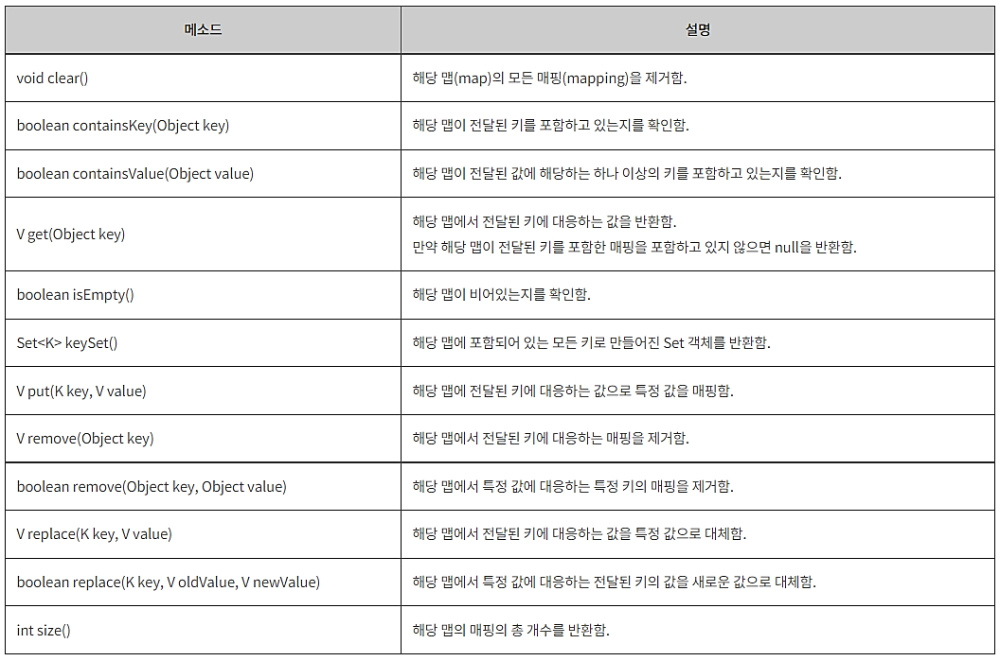 메소드 설명
void clear() 해당 맵(map)의 모든 매핑(mapping)을 제거함.
boolean containsKey(Object key) 해당 맵이 전달된 키를 포함하고 있는지를 확인함.
boolean containsValue(Object value) 해당 맵이 전달된 값에 해당하는 하나 이상의 키를 포함하고 있는지를 확인함.
V get(Object key) 해당 맵에서 전달된 키에 대응하는 값을 반환함.
만약 해당 맵이 전달된 키를 포함한 매핑을 포함하고 있지 않으면 null을 반환함.
boolean isEmpty() 해당 맵이 비어있는지를 확인함.
Set<K> keySet() 해당 맵에 포함되어 있는 모든 키로 만들어진 Set 객체를 반환함.
V put(K key, V value) 해당 맵에 전달된 키에 대응하는 값으로 특정 값을 매핑함.
V remove(Object key) 해당 맵에서 전달된 키에 대응하는 매핑을 제거함.
boolean remove(Object key, Object value) 해당 맵에서 특정 값에 대응하는 특정 키의 매핑을 제거함.
V replace(K key, V value) 해당 맵에서 전달된 키에 대응하는 값을 특정 값으로 대체함.
boolean replace(K key, V oldValue, V newValue) 해당 맵에서 특정 값에 대응하는 전달된 키의 값을 새로운 값으로 대체함.
int size() 해당 맵의 매핑의 총 개수를 반환함.